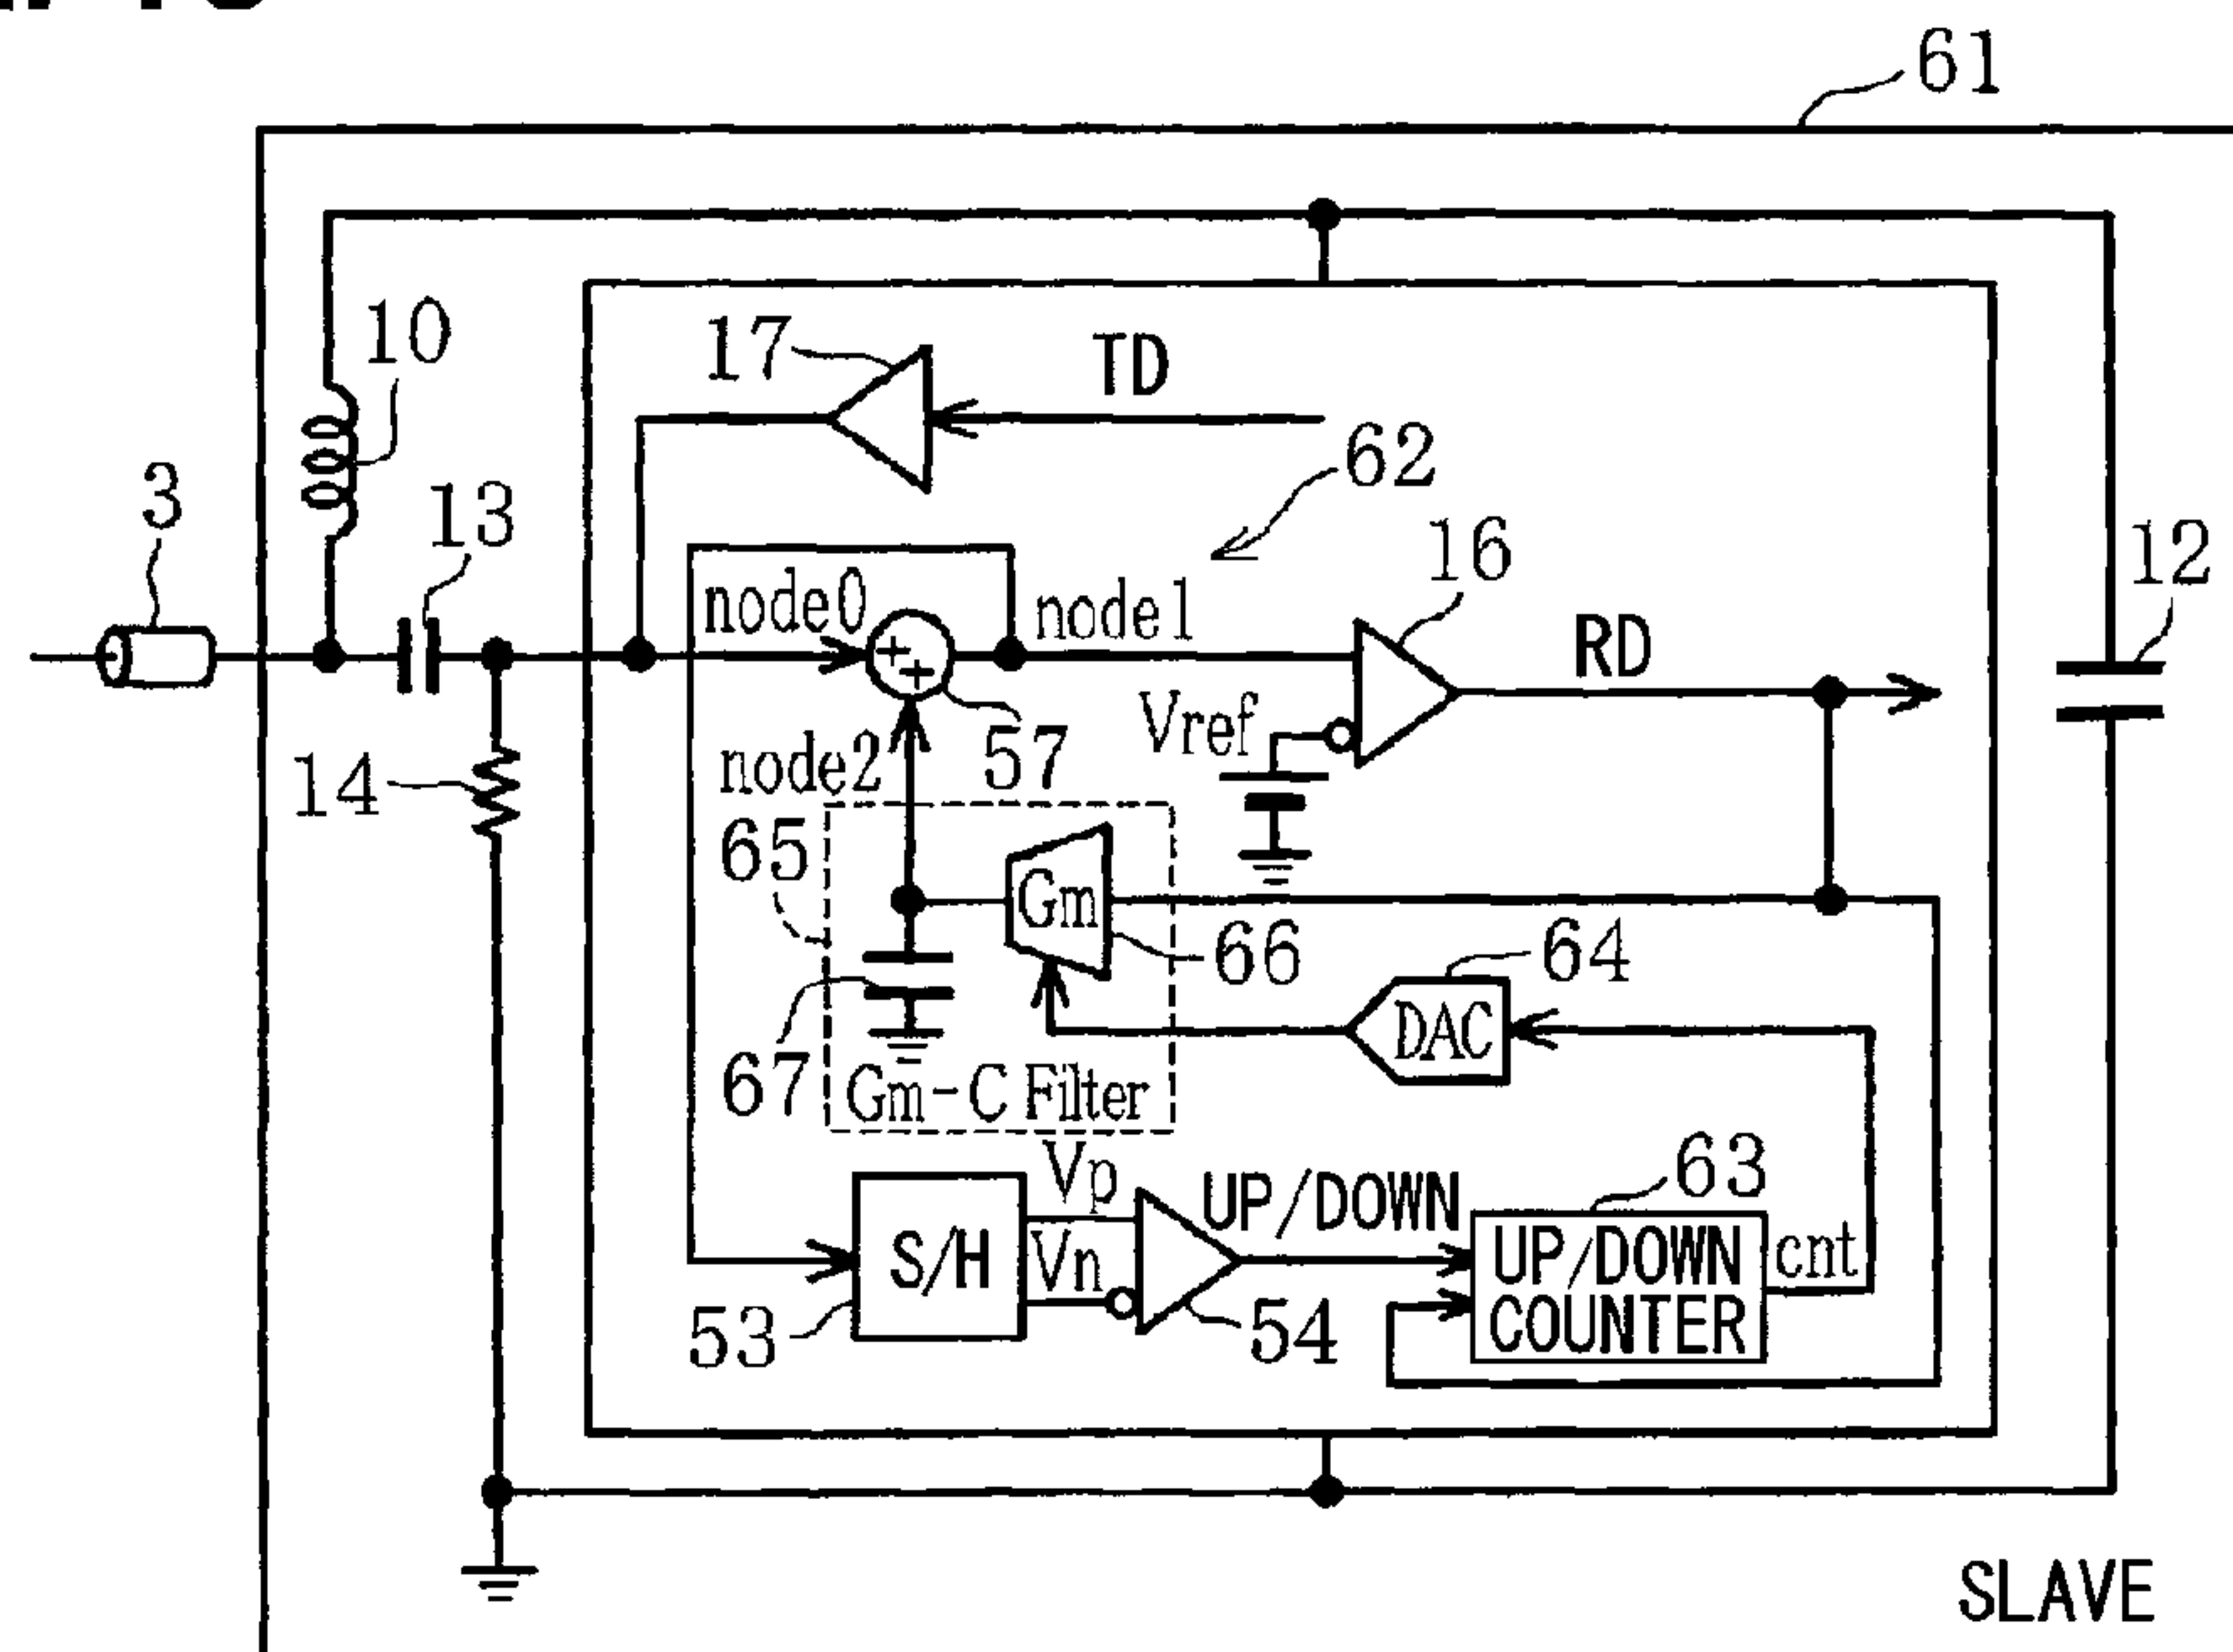 61
10
17
TD
62
3
13
16
12
node0
node1
RD
Vref
57
node2
14
65
Gm
66
64
DAC
67
Gm-C Filter
Vp
UP/DOWN
63
S/H
Vn
UP/DOWN
COUNTER
cnt
53
54
SLAVE